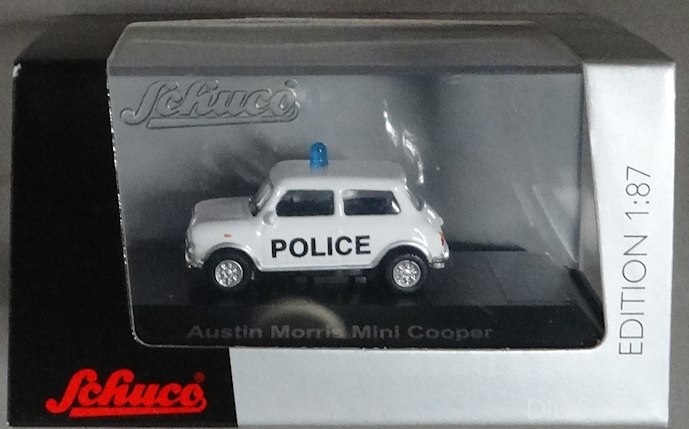 Schuco
POLICE
Austin Morris Mini Cooper
EDITION 1:87
Schuco®